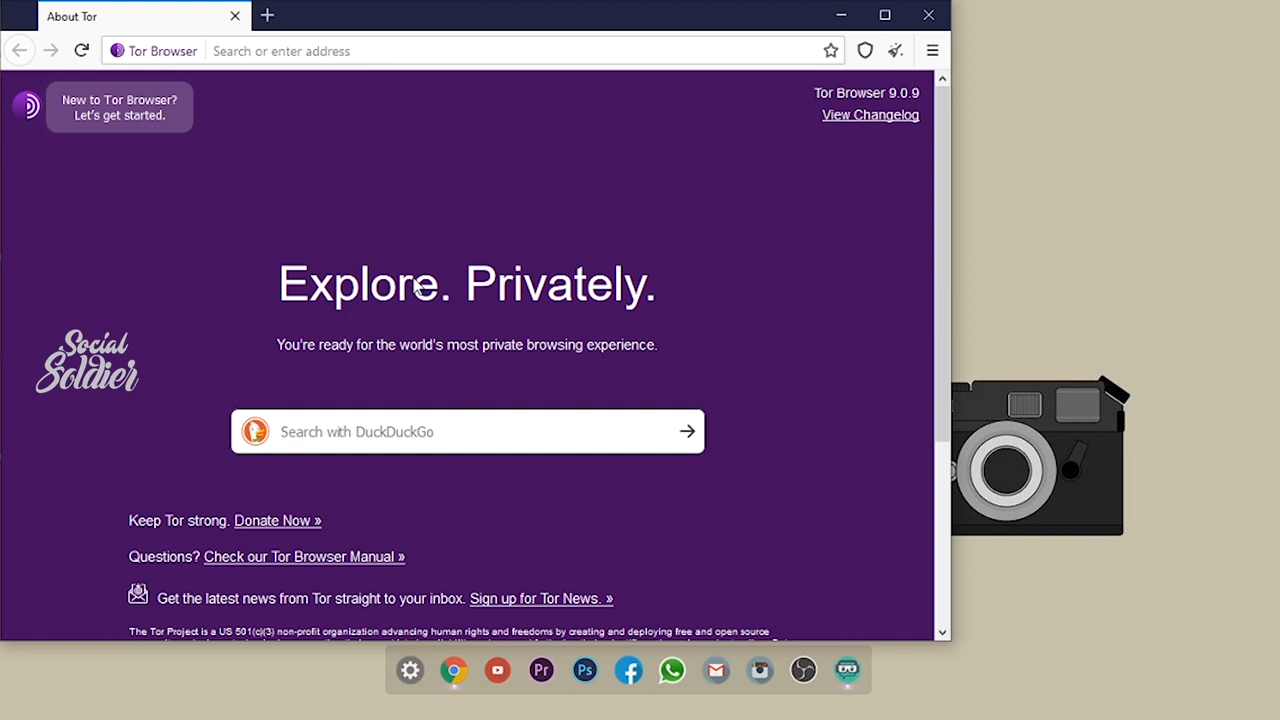 About Tor
Tor Browser
Search or enter address
New to Tor Browser?
Let's get started.
Tor Browser 9.0.9
View Changelog
Explore. Privately.
You're ready for the world's most private browsing experience.
Social
Soldier
Search with DuckDuckGo
Keep Tor strong. Donate Now »
Questions? Check our Tor Browser Manual »
Get the latest news from Tor straight to your inbox. Sign up for Tor News. »
The Tor Project is a US 501(c)(3) non-profit organization advancing human rights and freedoms by creating and deploying free and open source
Pr
Ps